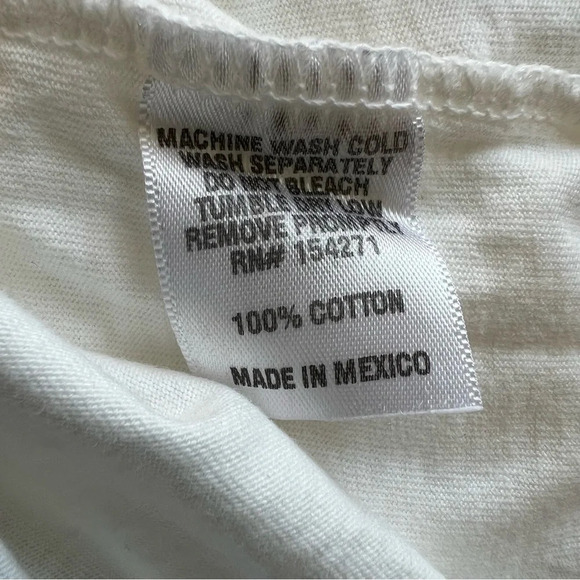 MACHINE WASH COLD
WASH SEPARATELY
DO NOT BLEACH
TUMBLE DRY LOW
REMOVE PROMPTLY
RN# 154271
100% COTTON
MADE IN MEXICO